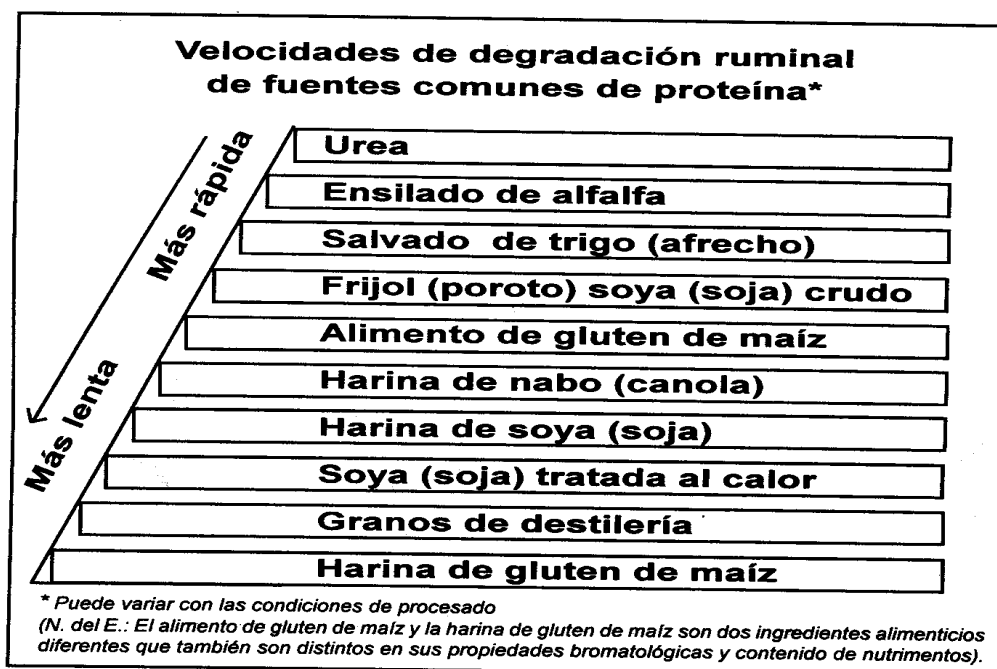 Velocidades de degradación ruminal
de fuentes comunes de proteína*
Más rápida
Más lenta
Urea
Ensilado de alfalfa
Salvado de trigo (afrecho)
Frijol (poroto) soya (soja) crudo
Alimento de gluten de maíz
Harina de nabo (canola)
Harina de soya (soja)
Soya (soja) tratada al calor
Granos de destilería
Harina de gluten de maíz
* Puede variar con las condiciones de procesado
(N. del E.: El alimento de gluten de maíz y la harina de gluten de maíz son dos ingredientes alimenticios
diferentes que también son distintos en sus propiedades bromatológicas y contenido de nutrimentos).